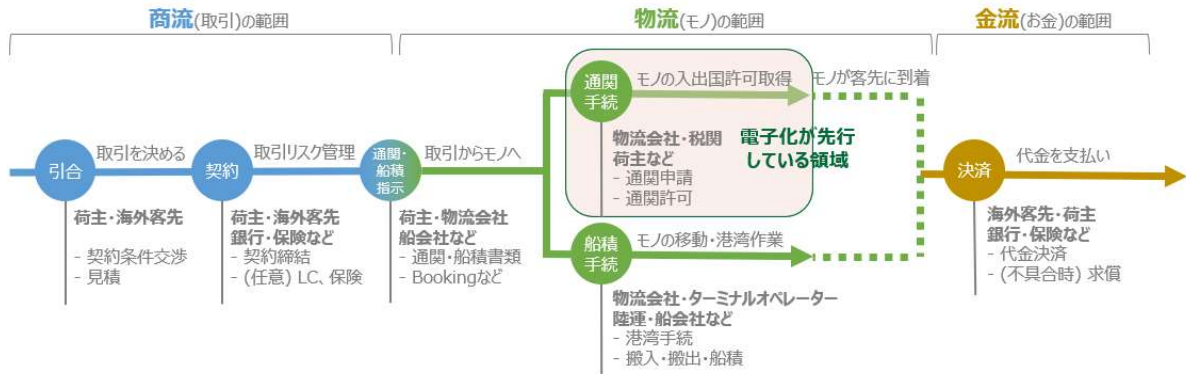 商流(取引)の範囲
物流(モノ)の範囲
金流(お金)の範囲
引合
取引を決める
荷主・海外客先
- 契約条件交渉
- 見積
契約
取引リスク管理
荷主・海外客先
銀行・保険など
- 契約締結
- (任意) LC、保険
通関・
船積
指示
取引からモノへ
荷主・物流会社
船会社など
- 通関・船積書類
- Bookingなど
通関
手続
モノの入出国許可取得
モノが客先に到着
物流会社・税関
荷主など
- 通関申請
- 通関許可
電子化が先行
している領域
船積
手続
モノの移動・港湾作業
物流会社・ターミナルオペレーター
陸運・船会社など
- 港湾手続
- 搬入・搬出・船積
決済
代金を支払い
海外客先・荷主
銀行・保険など
- 代金決済
- (不具合時) 求償